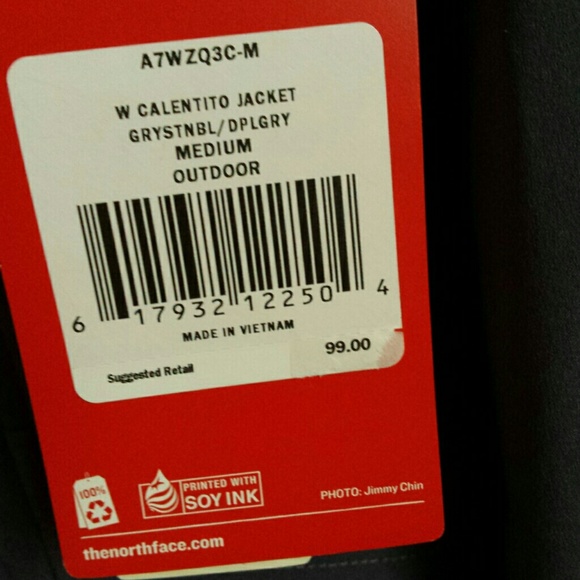 A7WZQ3C-M
W CALENTITO JACKET
GRYSTNBL/DPLGRY
MEDIUM
OUTDOOR
6 17932 12250 4
MADE IN VIETNAM
99.00
Suggested Retail
100%
PRINTED WITH
SOY INK
PHOTO: Jimmy Chin
thenorthface.com